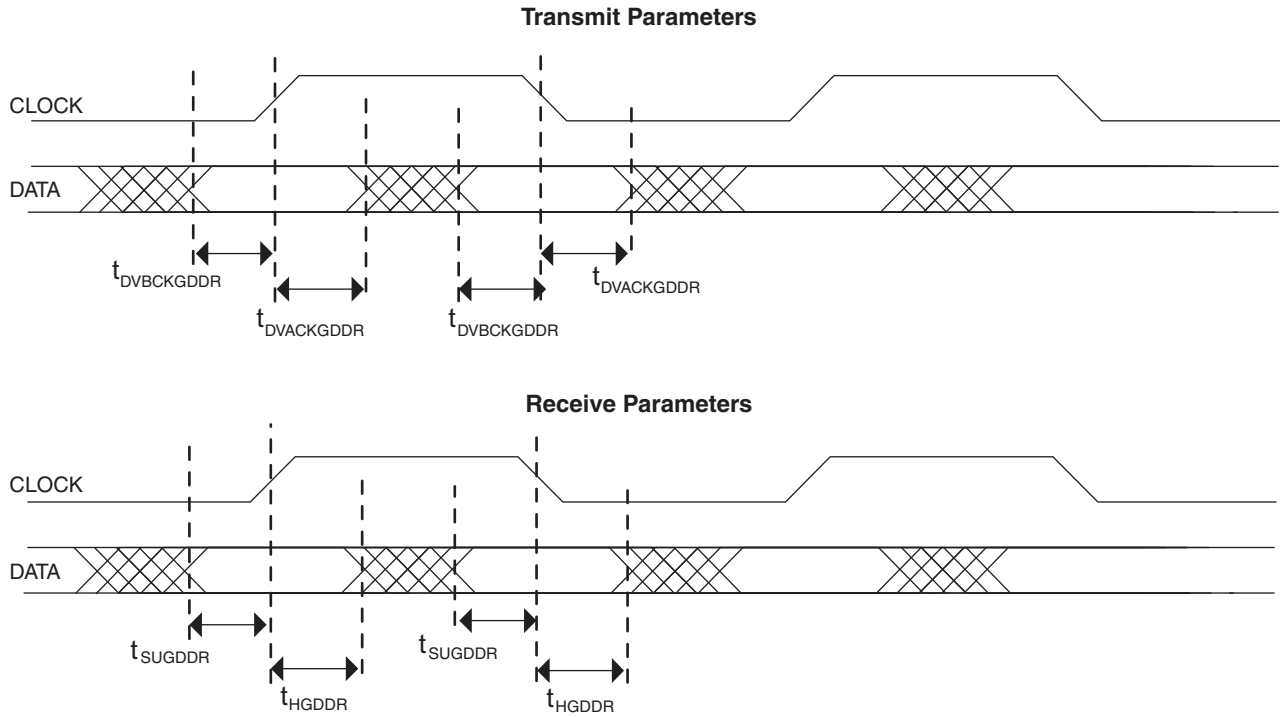 Transmit Parameters
CLOCK
DATA
tDVBCKGDDR
tDVACKGDDR
tDVACKGDDR
tDVBCKGDDR
Receive Parameters
CLOCK
DATA
tSUGDDR
tSUGDDR
tHGDDR
tHGDDR